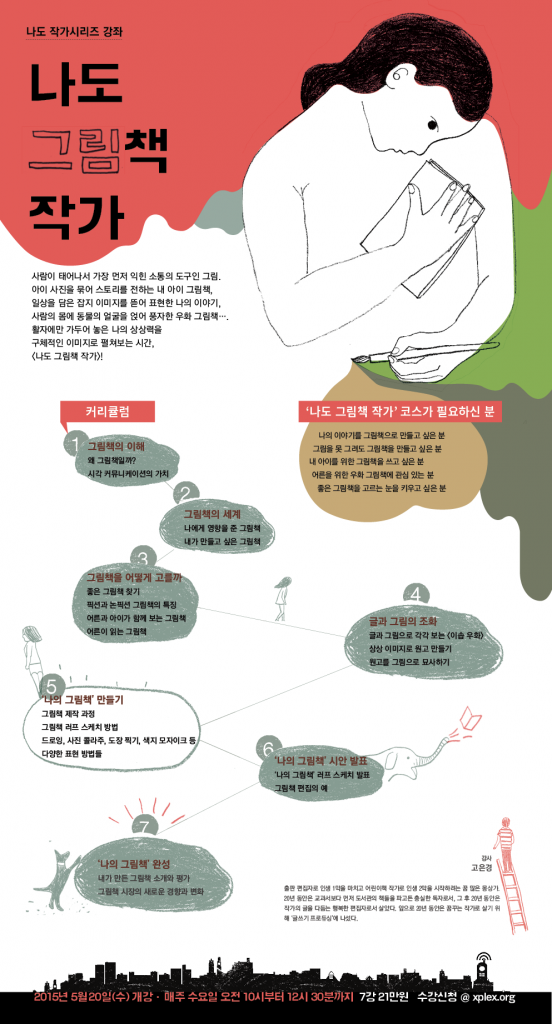 나도 작가시리즈 강좌
나도
그림책
작가
사람이 태어나서 가장 먼저 익힌 소통의 도구인 그림.
아이 사진을 묶어 스토리를 전하는 내 아이 그림책,
일상을 담은 잡지 이미지를 뜯어 표현한 나의 이야기,
사람의 몸에 동물의 얼굴을 얹어 풍자한 우화 그림책….
활자에만 가두어 놓은 나의 상상력을
구체적인 이미지로 펼쳐보는 시간,
〈나도 그림책 작가〉!
커리큘럼
1
그림책의 이해
왜 그림책일까?
시각 커뮤니케이션의 가치
2
그림책의 세계
나에게 영향을 준 그림책
내가 만들고 싶은 그림책
3
그림책을 어떻게 고를까
좋은 그림책 찾기
픽션과 논픽션 그림책의 특징
어른과 아이가 함께 보는 그림책
어른이 읽는 그림책
'나도 그림책 작가' 코스가 필요하신 분
나의 이야기를 그림책으로 만들고 싶은 분
그림을 못 그려도 그림책을 만들고 싶은 분
내 아이를 위한 그림책을 쓰고 싶은 분
어른을 위한 우화 그림책에 관심 있는 분
좋은 그림책을 고르는 눈을 키우고 싶은 분
4
글과 그림의 조화
글과 그림으로 각각 보는 〈이솝 우화〉
상상 이미지로 원고 만들기
원고를 그림으로 묘사하기
5
'나의 그림책' 만들기
그림책 제작 과정
그림책 러프 스케치 방법
드로잉, 사진 콜라주, 도장 찍기, 색지 모자이크 등
다양한 표현 방법들
6
'나의 그림책' 시안 발표
'나의 그림책' 러프 스케치 발표
그림책 편집의 예
7
'나의 그림책' 완성
내가 만든 그림책 소개와 평가
그림책 시장의 새로운 경향과 변화
강사
고은경
출판 편집자로 인생 1막을 마치고 어린이책 작가로 인생 2막을 시작하려는 꿈 많은 몽상가.
20년 동안은 교과서보다 먼저 도서관의 책들을 파고든 충실한 독자로서, 그 후 20년 동안은
작가의 글을 다듬는 행복한 편집자로서 살았다. 앞으로 20년 동안은 꿈꾸는 작가로 살기 위
해 '글쓰기 프로듀싱'에 나섰다.
2015년 5월20일(수) 개강 · 매주 수요일 오전 10시부터 12시 30분까지 7강 21만원 수강신청 @ xplex.org